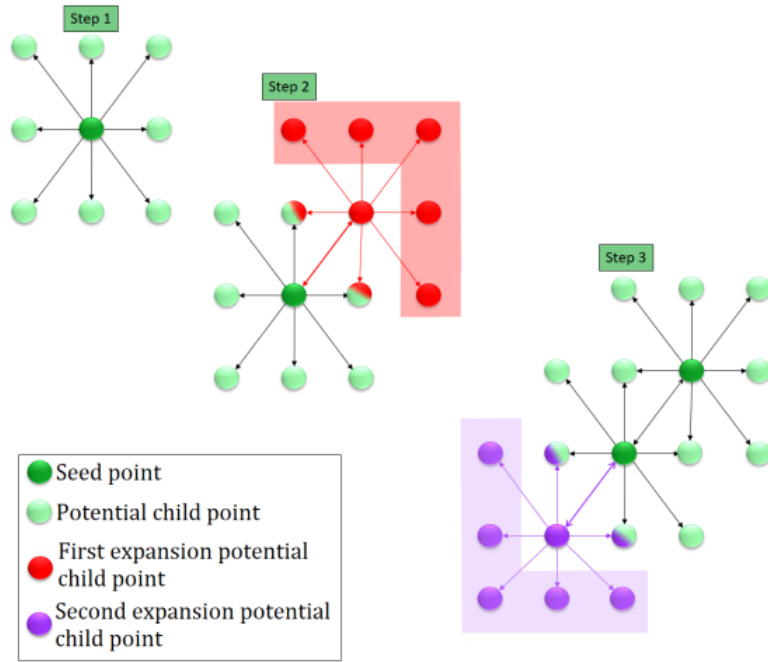 Step 1
Step 2
Step 3
Seed point
Potential child point
First expansion potential
child point
Second expansion potential
child point